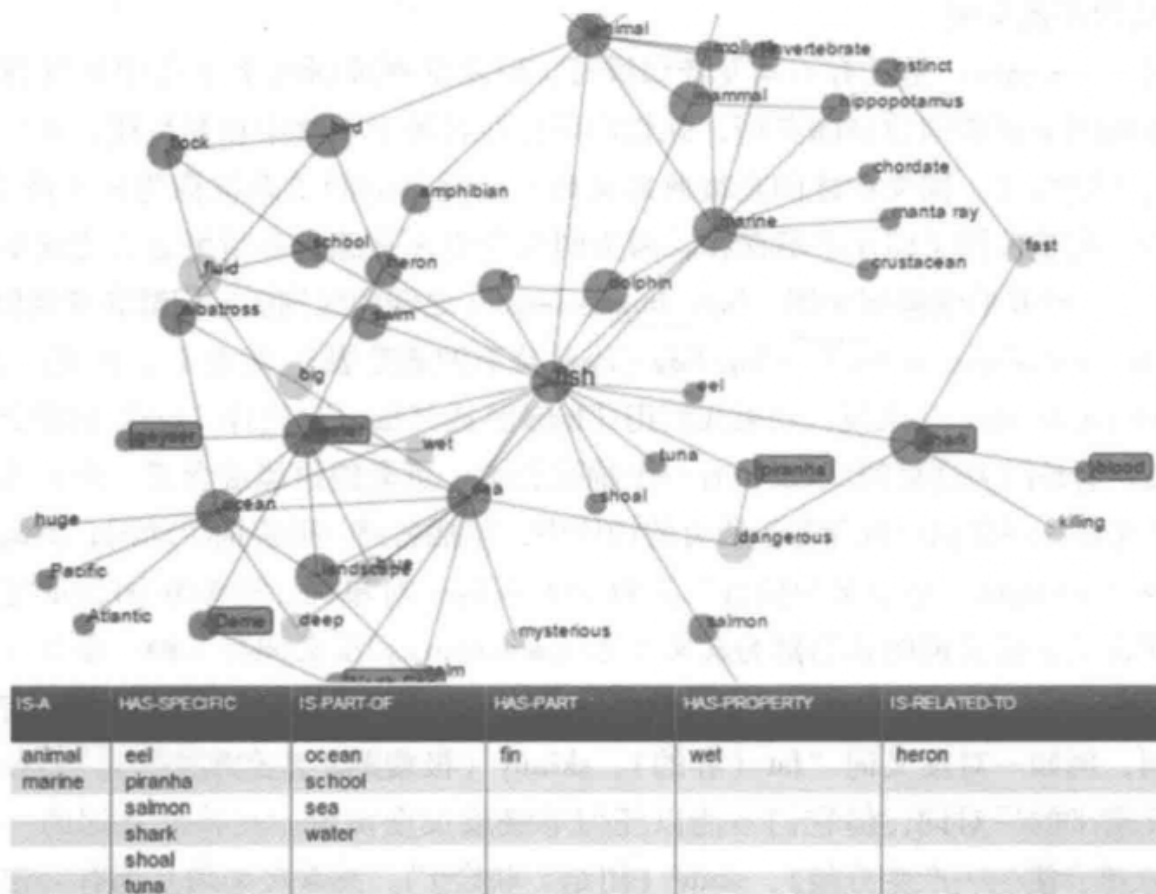 animal
mollusk
invertebrate
instinct
mammal
hippopotamus
bird
flock
chordate
amphibian
manta ray
marine
school
fast
heron
crustacean
fluid
fin
dolphin
albatross
swim
fish
big
eel
water
geyser
wet
shark
tuna
piranha
blood
sea
shoal
ocean
huge
killing
dangerous
landscape
Pacific
Atlantic
deep
mysterious
salmon
IS-A HAS-SPECIFIC IS-PART-OF HAS-PART HAS-PROPERTY IS-RELATED-TO
animal eel ocean fin wet heron
marine piranha school
salmon sea
shark water
shoal
tuna